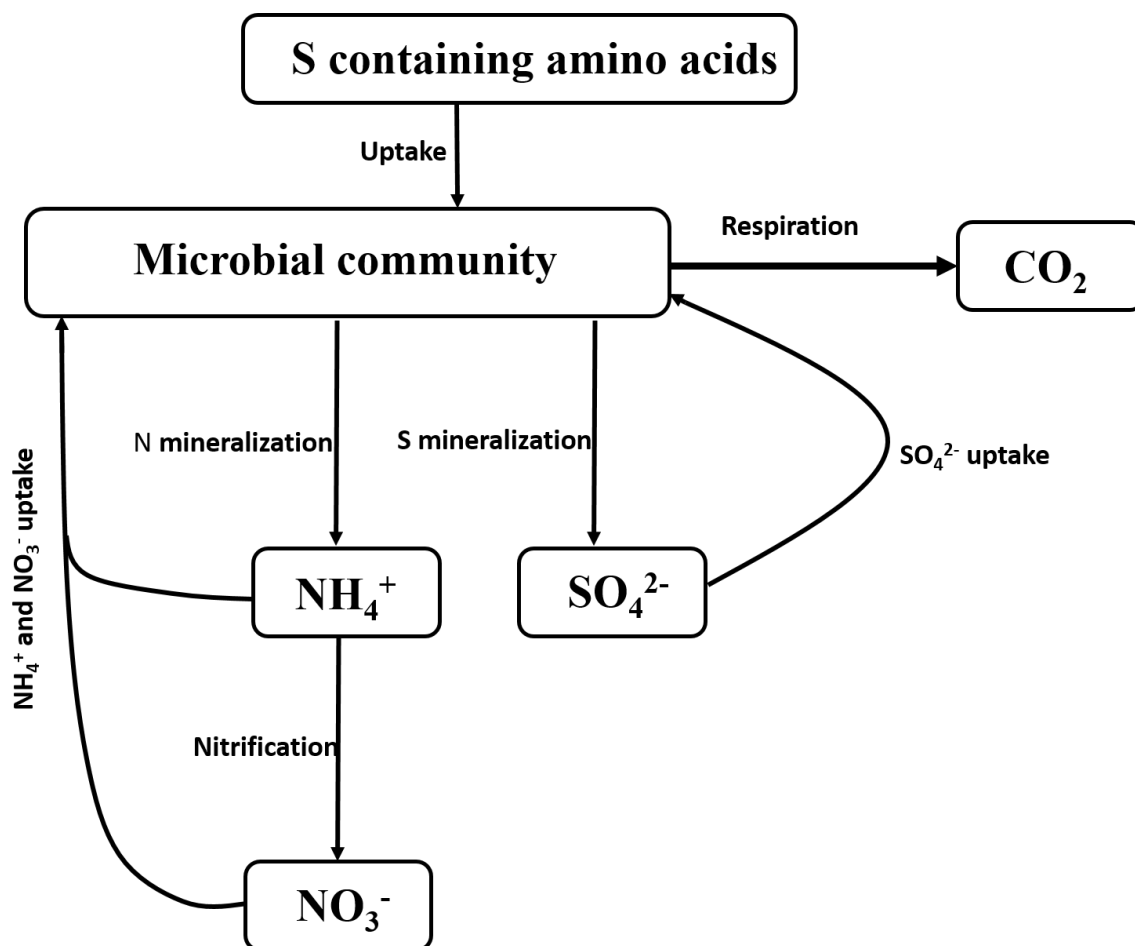 S containing amino acids
Uptake
Microbial community
Respiration
CO₂
N mineralization
S mineralization
SO₄²⁻ uptake
NH₄⁺ and NO₃⁻ uptake
NH₄⁺
SO₄²⁻
Nitrification
NO₃⁻